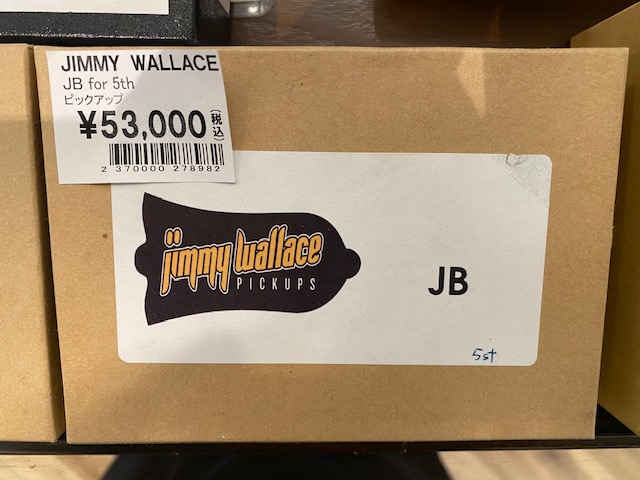 JIMMY WALLACE
JB for 5th
ピックアップ
¥53,000(税込)
2 370000 278982
jimmy wallace
PICKUPS
JB
5st